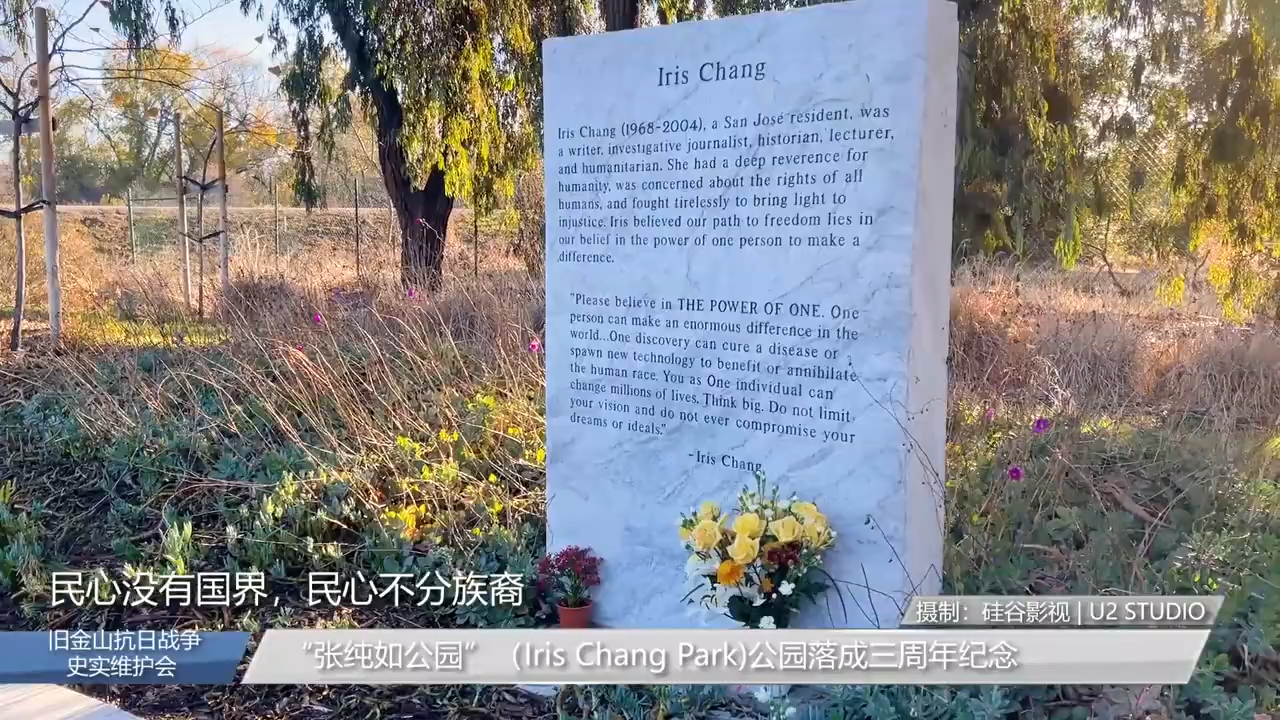 Iris Chang
Iris Chang (1968-2004), a San José resident, was
a writer, investigative journalist, historian, lecturer,
and humanitarian. She had a deep reverence for
humanity, was concerned about the rights of all
humans, and fought tirelessly to bring light to
injustice. Iris believed our path to freedom lies in
our belief in the power of one person to make a
difference.
"Please believe in THE POWER OF ONE. One
person can make an enormous difference in the
world...One discovery can cure a disease or
spawn new technology to benefit or annihilate
the human race. You as One individual can
change millions of lives. Think big. Do not limit
your vision and do not ever compromise your
dreams or ideals."
-Iris Chang
民心没有国界，民心不分族裔
摄制：硅谷影视 | U2 STUDIO
旧金山抗日战争
史实维护会
“张纯如公园” （Iris Chang Park)公园落成三周年纪念